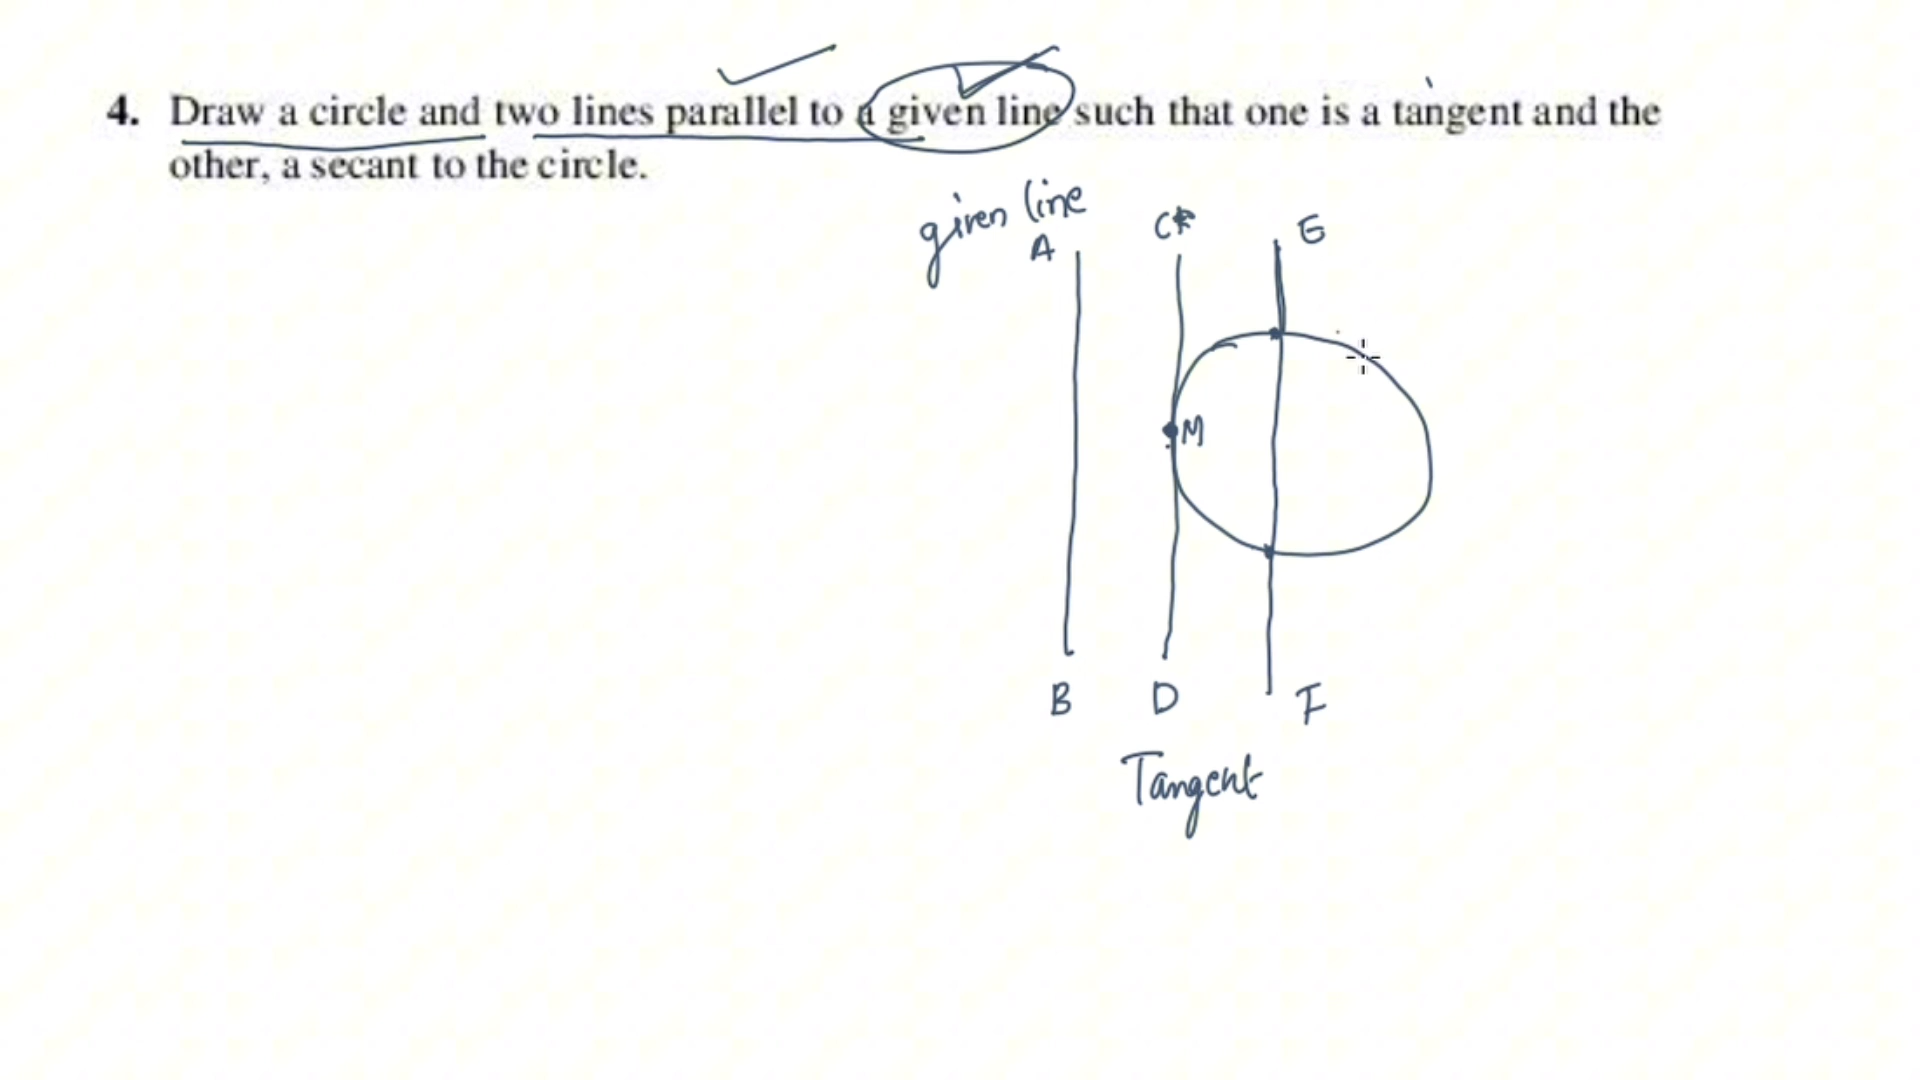 4. Draw a circle and two lines parallel to a given line such that one is a tangent and the
other, a secant to the circle.
given line
A C E
M
B D F
Tangent